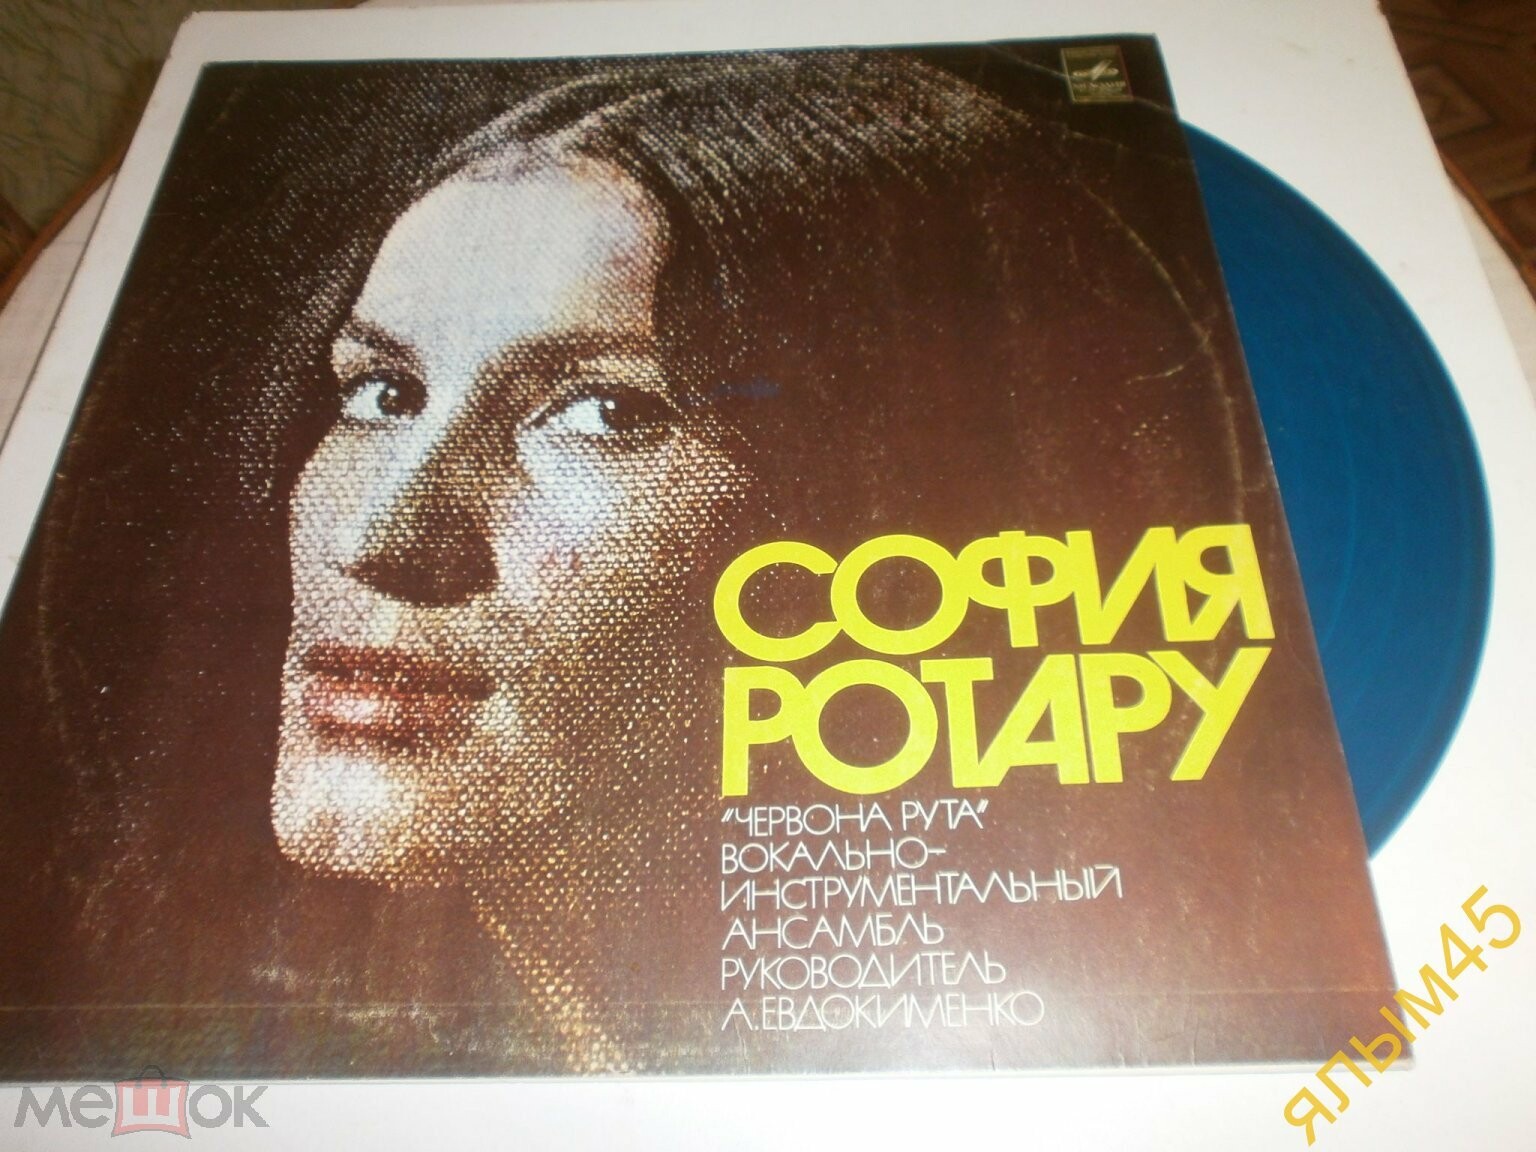 СОФИЯ
РОТАРУ
"ЧЕРВОНА РУТА"
ВОКАЛЬНО-
ИНСТРУМЕНТАЛЬНЫЙ
АНСАМБЛЬ
РУКОВОДИТЕЛЬ
А. ЕВДОКИМЕНКО
ялым45
мешок